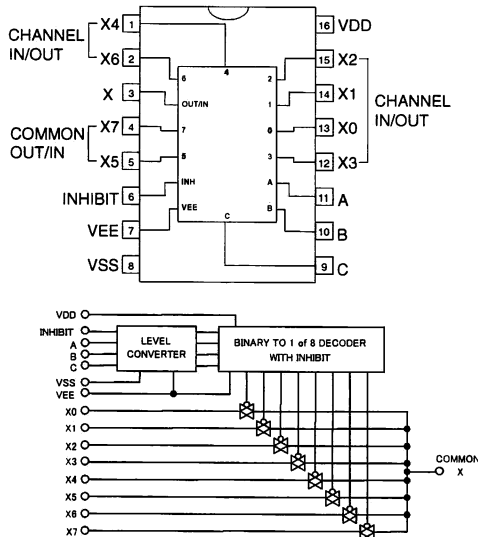 X4 1
CHANNEL
IN/OUT
X6 2
X 3
X7 4
COMMON
OUT/IN
X5 5
INHIBIT 6
VEE 7
VSS 8
4
6
OUT/IN
7
5
INH
VEE
C
2
1
0
3
A
B
16 VDD
15 X2
14 X1
CHANNEL
IN/OUT
13 X0
12 X3
11 A
10 B
9 C
VDD
INHIBIT
A
B
C
VSS
VEE
LEVEL
CONVERTER
BINARY TO 1 of 8 DECODER
WITH INHIBIT
X0
X1
X2
X3
X4
X5
X6
X7
COMMON
X